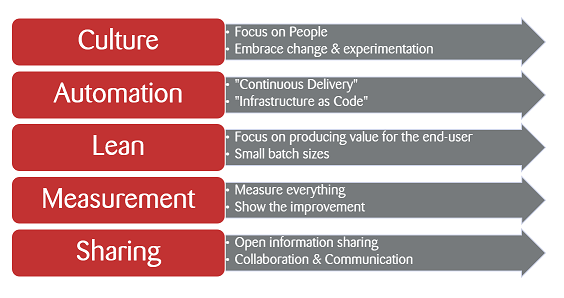 Culture
• Focus on People
• Embrace change & experimentation
Automation
• "Continuous Delivery"
• "Infrastructure as Code"
Lean
• Focus on producing value for the end-user
• Small batch sizes
Measurement
• Measure everything
• Show the improvement
Sharing
• Open information sharing
• Collaboration & Communication